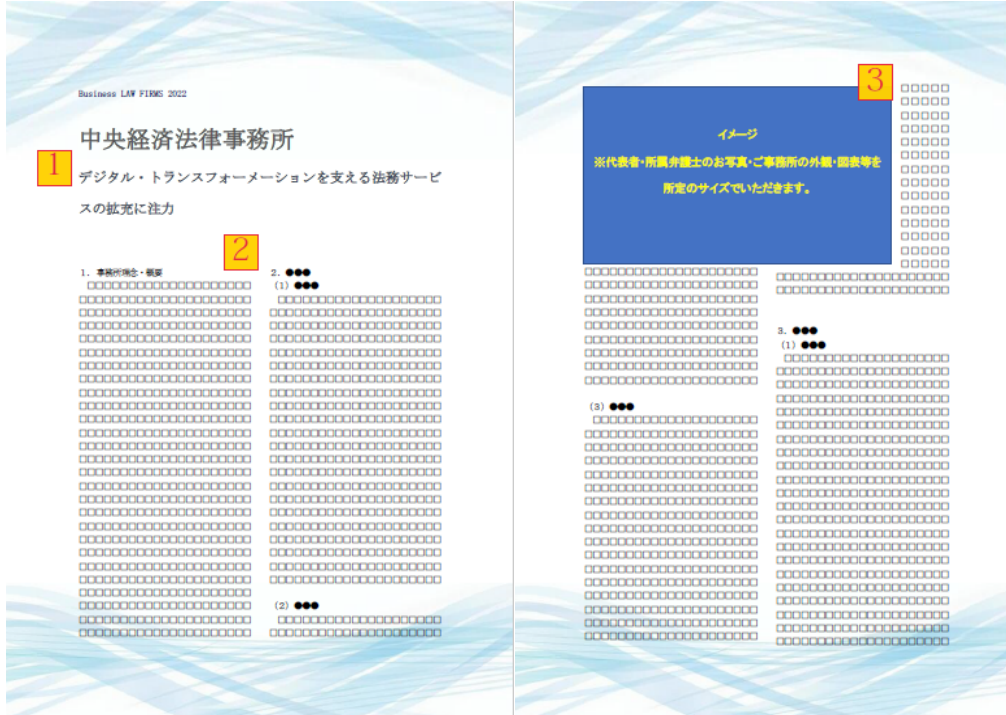 Business LAW FIRMS 2022
中央経済法律事務所
1
デジタル・トランスフォーメーションを支える法務サービ
スの拡充に注力
2
1. 事務所理念・概要
2. ●●●
(1) ●●●
(2) ●●●
3
イメージ
※代表者・所属弁護士のお写真・ご事務所の外観・図表等を
所定のサイズでいただきます。
(3) ●●●
3. ●●●
(1) ●●●